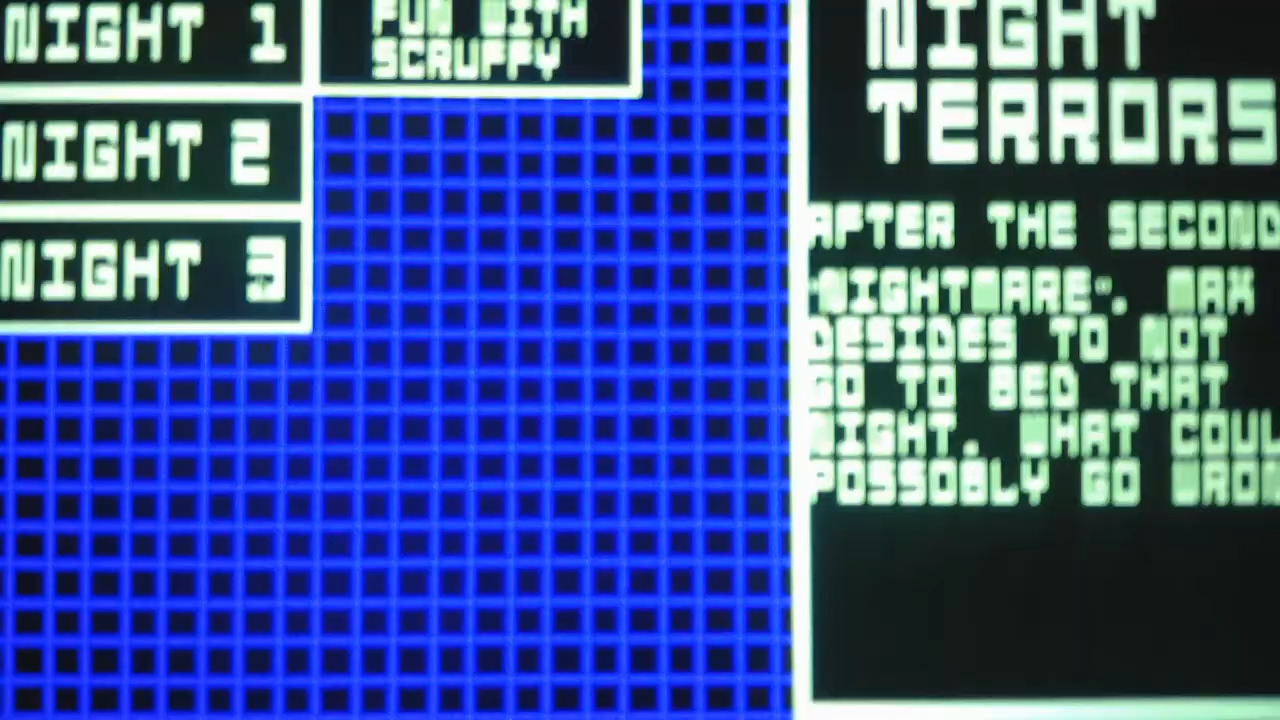 NIGHT 1
FUN WITH
SCRUFFY
NIGHT 2
NIGHT 3
NIGHT
TERRORS
AFTER THE SECOND
"NIGHTMARE", MAX
DESIDES TO NOT
GO TO BED THAT
NIGHT. WHAT COUL
POSSOBLY GO WRON